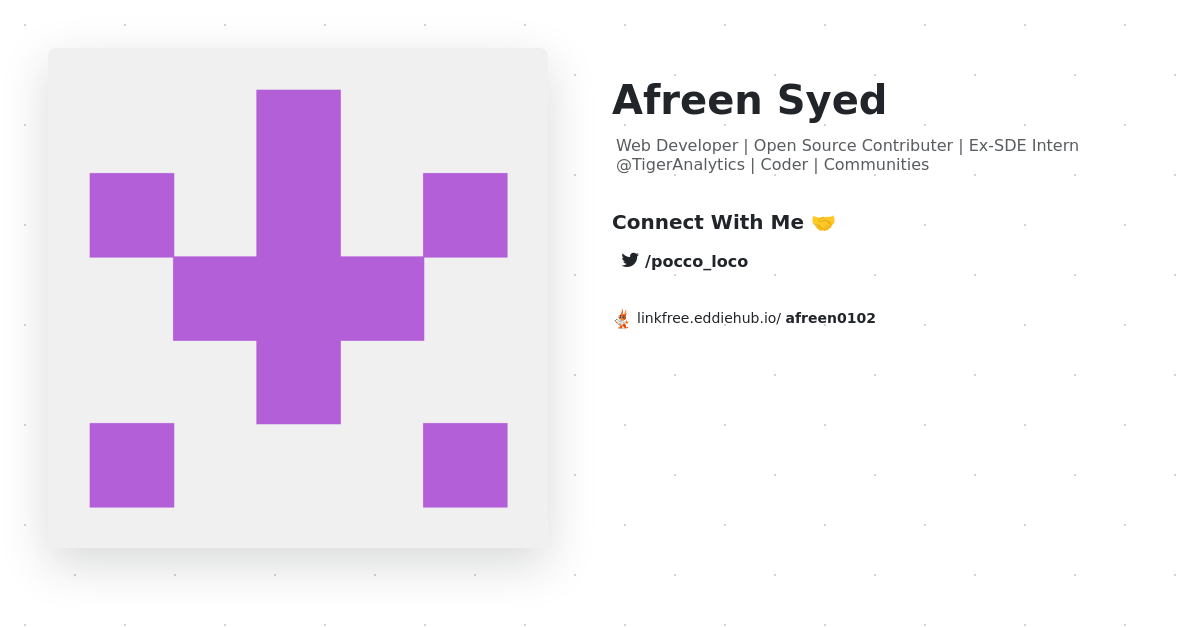 Afreen Syed
Web Developer | Open Source Contributer | Ex-SDE Intern
@TigerAnalytics | Coder | Communities
Connect With Me 🤝
/pocco_loco
linkfree.eddiehub.io/ afreen0102